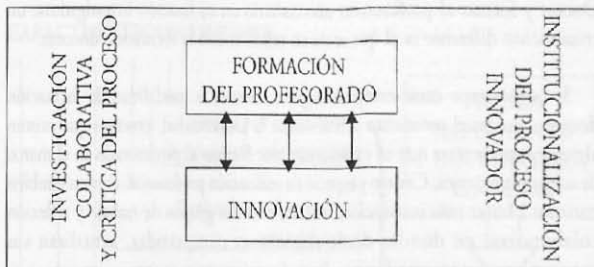 INVESTIGACIÓN
COLABORATIVA
Y CRÍTICA DEL PROCESO
FORMACIÓN
DEL PROFESORADO
INNOVACIÓN
INSTITUCIONALIZACIÓN
DEL PROCESO
INNOVADOR